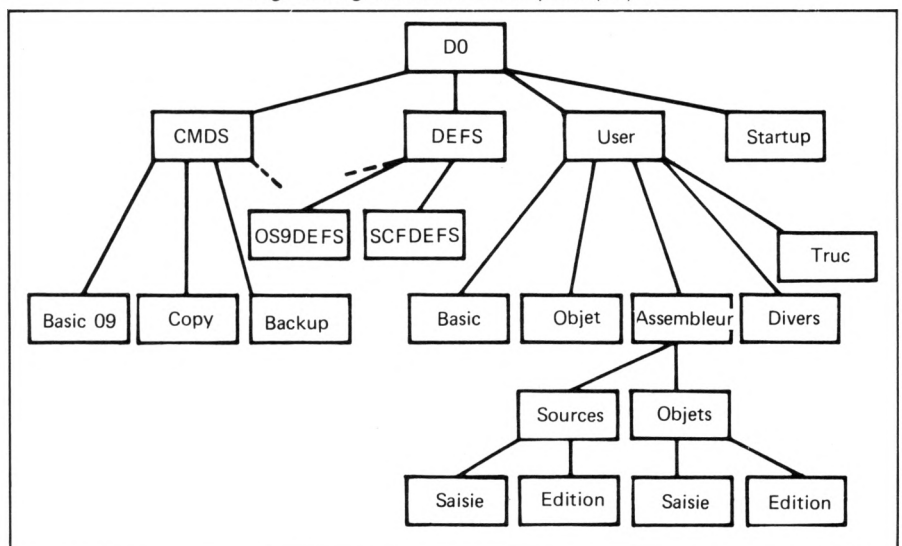 D0
CMDS
DEFS
User
Startup
OS9DEFS
SCFDEFS
Truc
Basic 09
Copy
Backup
Basic
Objet
Assembleur
Divers
Sources
Objets
Saisie
Edition
Saisie
Edition